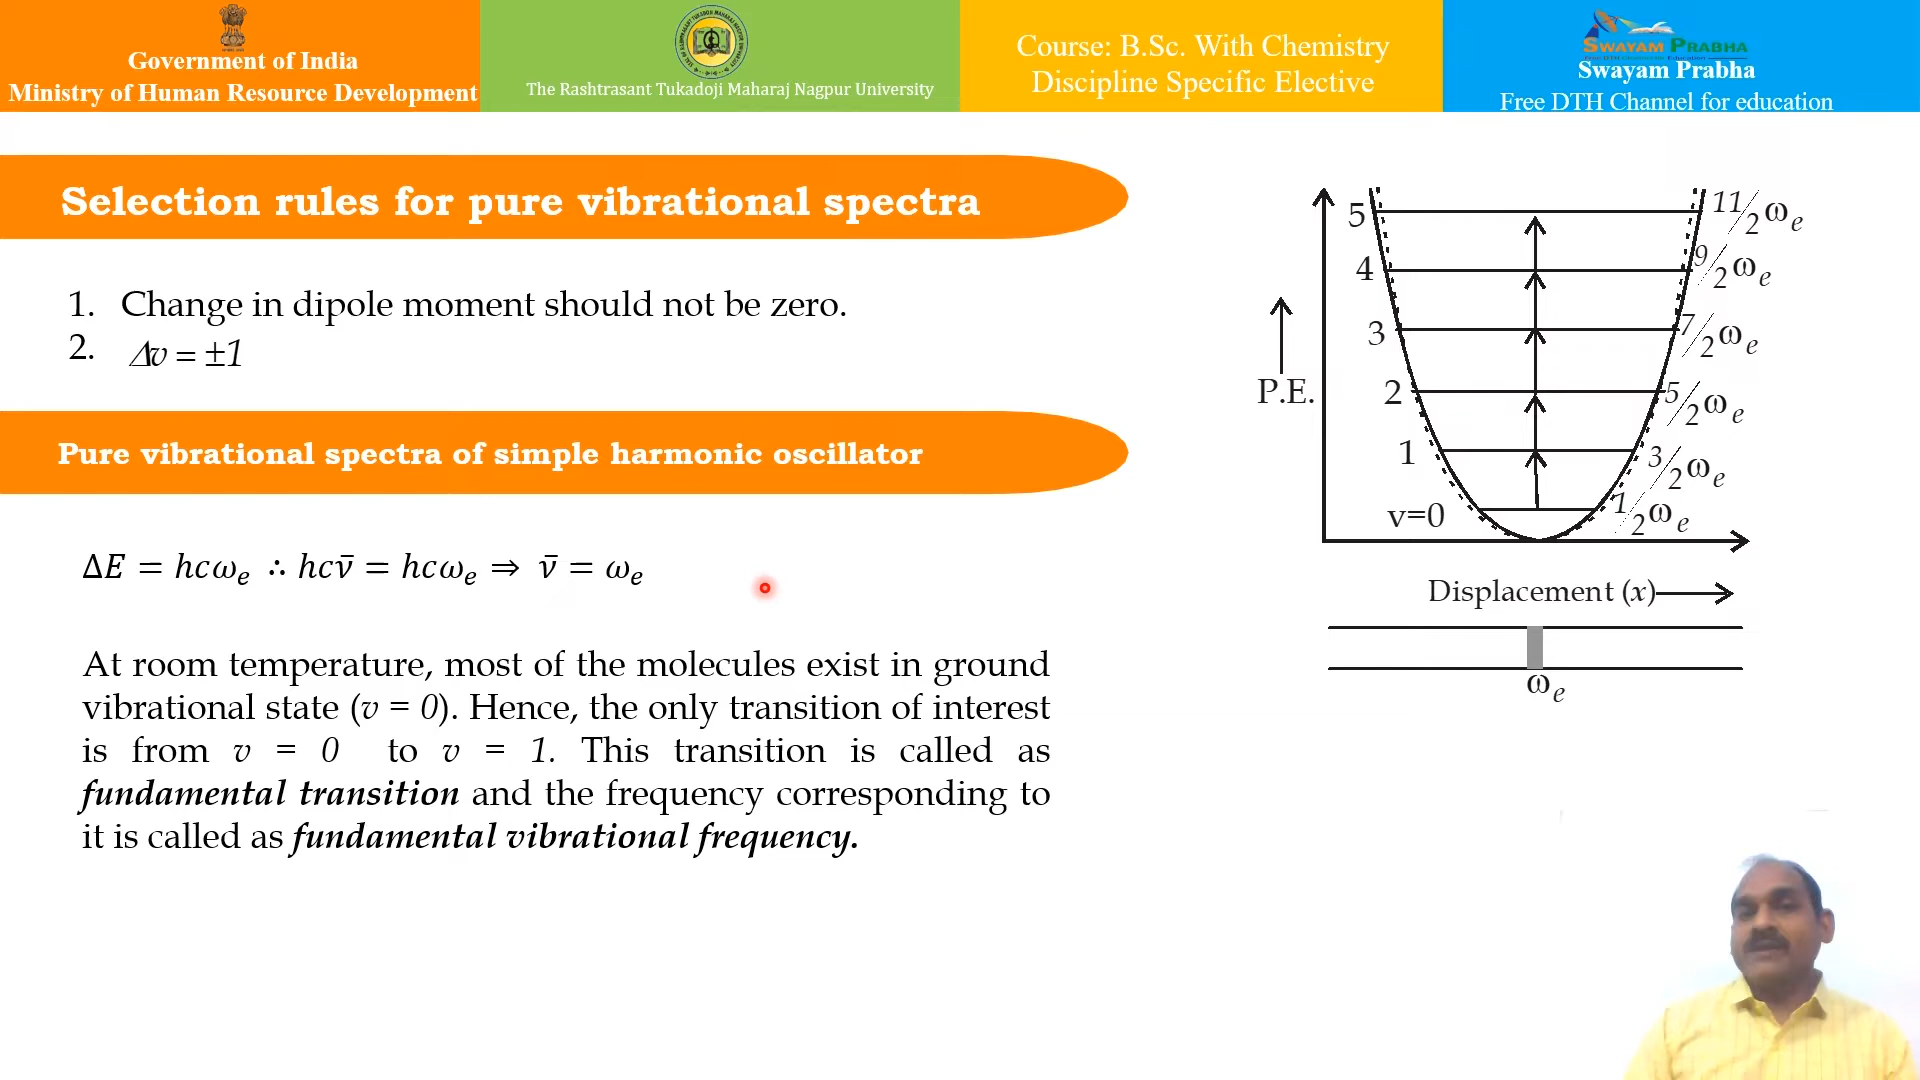 Government of India
Ministry of Human Resource Development
The Rashtrasant Tukadoji Maharaj Nagpur University
Course: B.Sc. With Chemistry
Discipline Specific Elective
SWAYAM PRABHA
Swayam Prabha
Free DTH Channel for education
Selection rules for pure vibrational spectra
1. Change in dipole moment should not be zero.
2. Δv = ±1
Pure vibrational spectra of simple harmonic oscillator
ΔE = hcω_e ∴ hcν̄ = hcω_e ⇒ ν̄ = ω_e
At room temperature, most of the molecules exist in ground
vibrational state (v = 0). Hence, the only transition of interest
is from v = 0 to v = 1. This transition is called as
fundamental transition and the frequency corresponding to
it is called as fundamental vibrational frequency.
5 11/2 ω_e
4 9/2 ω_e
3 7/2 ω_e
P.E.
2 5/2 ω_e
1 3/2 ω_e
v=0 1/2 ω_e
Displacement (x)
ω_e